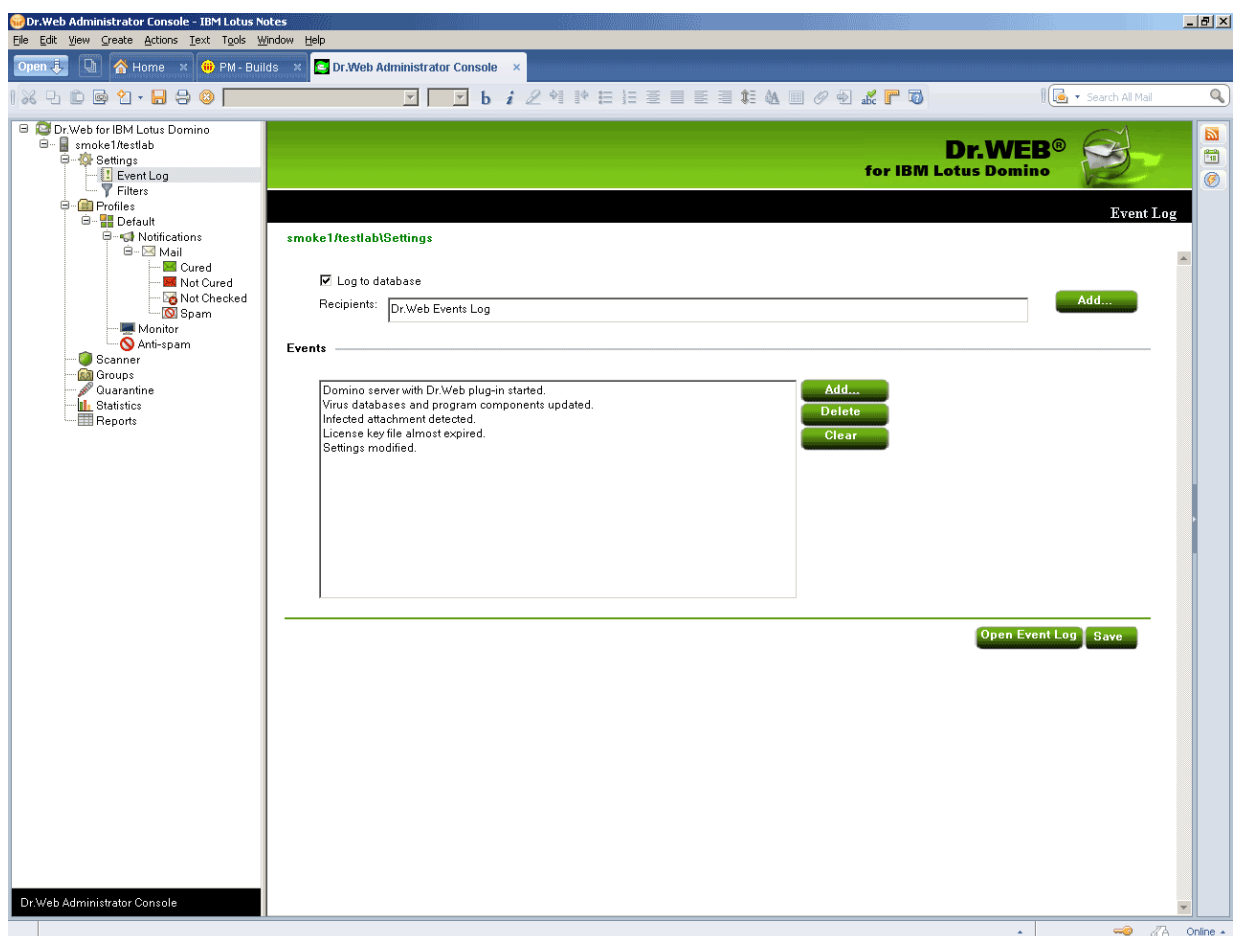 Dr.Web Administrator Console - IBM Lotus Notes
File Edit View Create Actions Text Tools Window Help
Open Home PM - Builds Dr.Web Administrator Console
b i Search All Mail
Dr.Web for IBM Lotus Domino
smoke1/testlab
Settings
Event Log
Filters
Profiles
Default
Notifications
Mail
Cured
Not Cured
Not Checked
Spam
Monitor
Anti-spam
Scanner
Groups
Quarantine
Statistics
Reports
Dr.Web Administrator Console
Dr.WEB®
for IBM Lotus Domino
Event Log
smoke1/testlab\Settings
Log to database
Recipients: Dr.Web Events Log Add...
Events
Domino server with Dr.Web plug-in started.
Virus databases and program components updated.
Infected attachment detected.
License key file almost expired.
Settings modified.
Add...
Delete
Clear
Open Event Log Save
Online